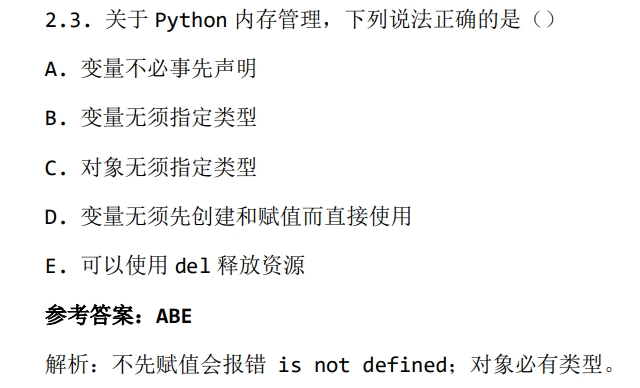 2.3. 关于 Python 内存管理，下列说法正确的是（）
A. 变量不必事先声明
B. 变量无须指定类型
C. 对象无须指定类型
D. 变量无须先创建和赋值而直接使用
E. 可以使用 del 释放资源
参考答案：ABE
解析：不先赋值会报错 is not defined；对象必有类型。